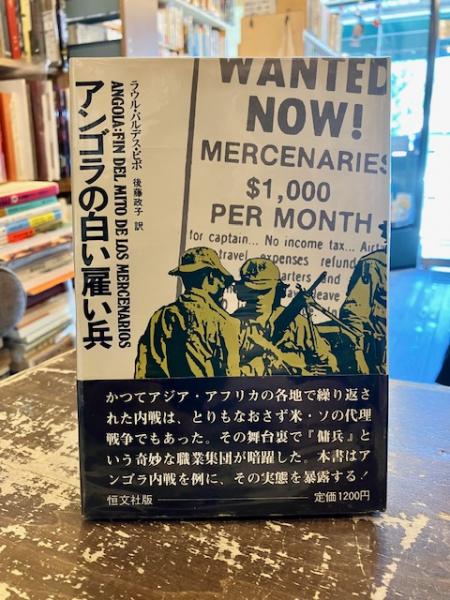 ラウル・バルデス・ビボ
後藤政子 訳
ANGOLA: FIN DEL MITO DE LOS MERCENARIOS
アンゴラの白い雇い兵
WANTED
NOW!
MERCENARIES
$1,000
PER MONTH
for captain... No income tax...
travel expenses
and
leave
かつてアジア・アフリカの各地で繰り返さ
れた内戦は、とりもなおさず米・ソの代理
戦争でもあった。その舞台裏で『傭兵』と
いう奇妙な職業集団が暗躍した。本書はア
ンゴラ内戦を例に、その実態を暴露する!
恒文社版 定価1200円